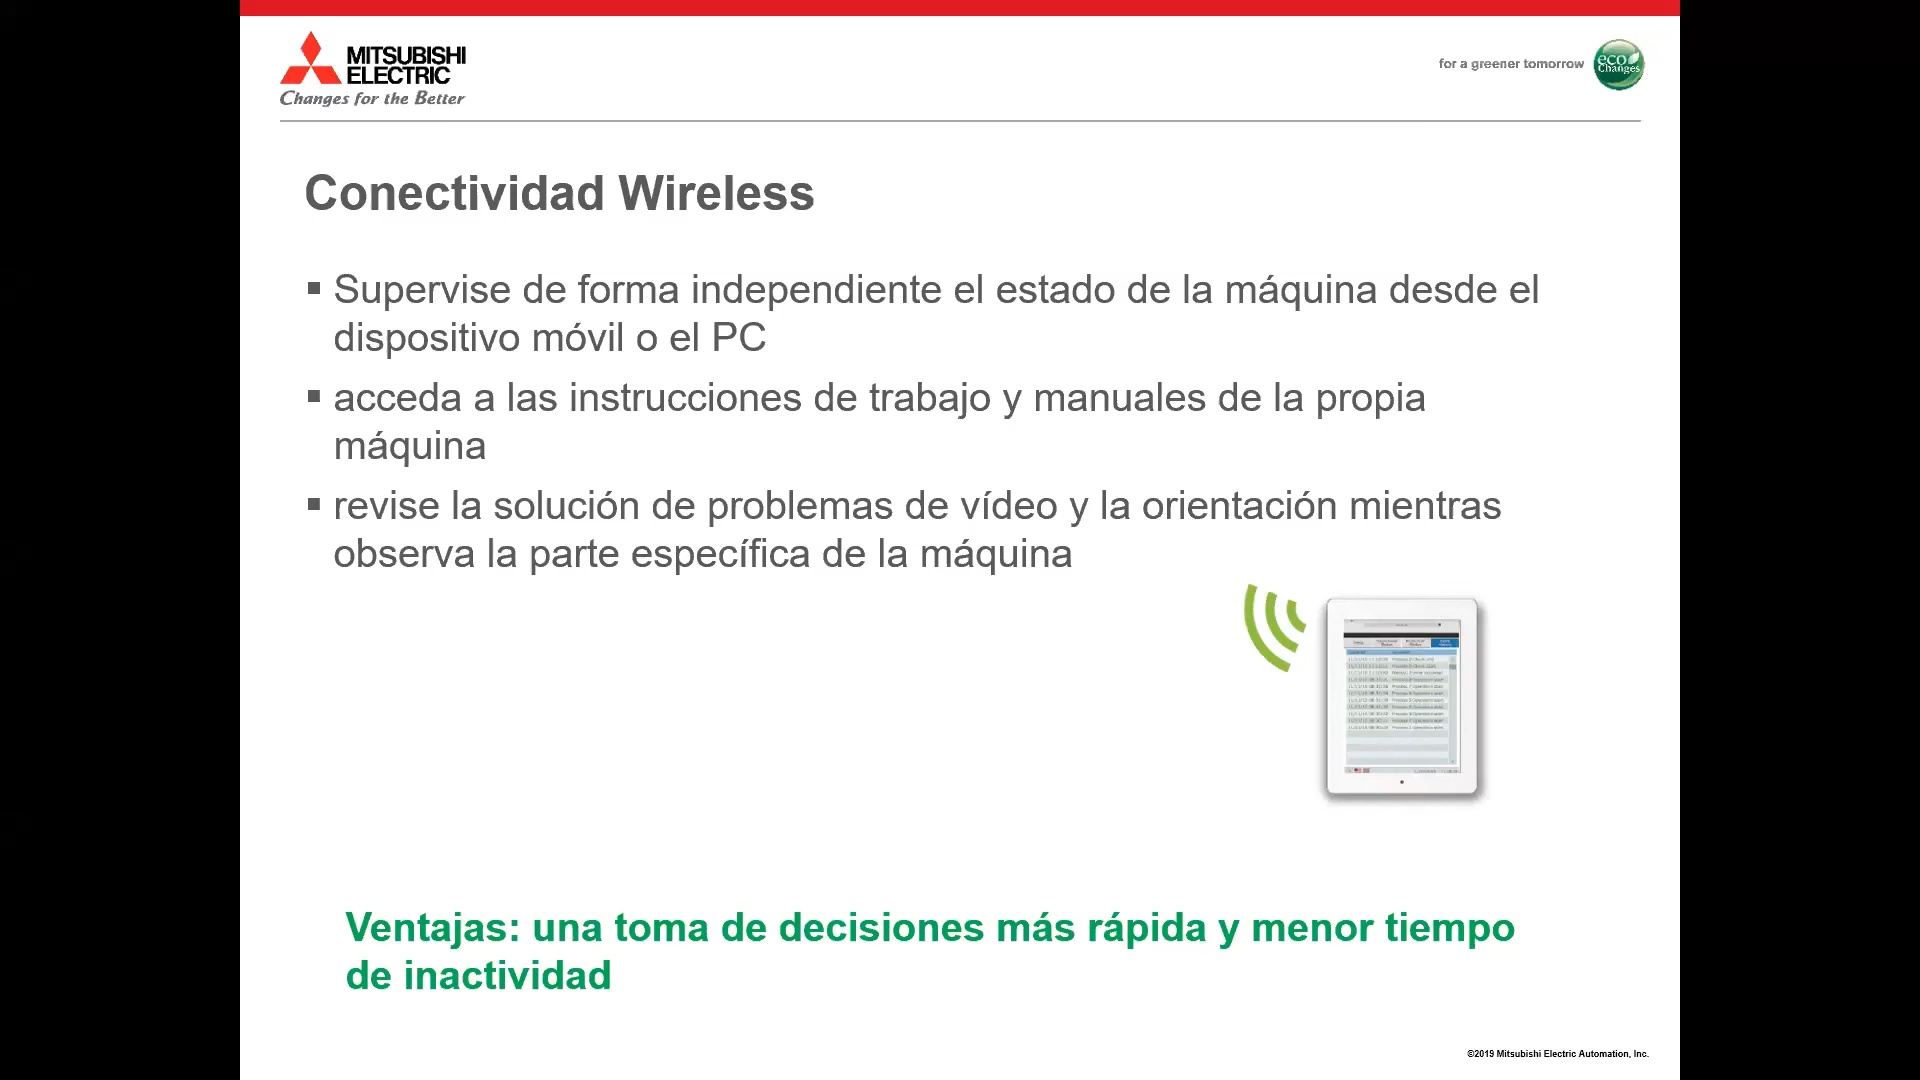 MITSUBISHI
ELECTRIC
Changes for the Better
for a greener tomorrow
eco
Changes
Conectividad Wireless
▪ Supervise de forma independiente el estado de la máquina desde el
dispositivo móvil o el PC
▪ acceda a las instrucciones de trabajo y manuales de la propia
máquina
▪ revise la solución de problemas de vídeo y la orientación mientras
observa la parte específica de la máquina
Ventajas: una toma de decisiones más rápida y menor tiempo
de inactividad
©2019 Mitsubishi Electric Automation, Inc.